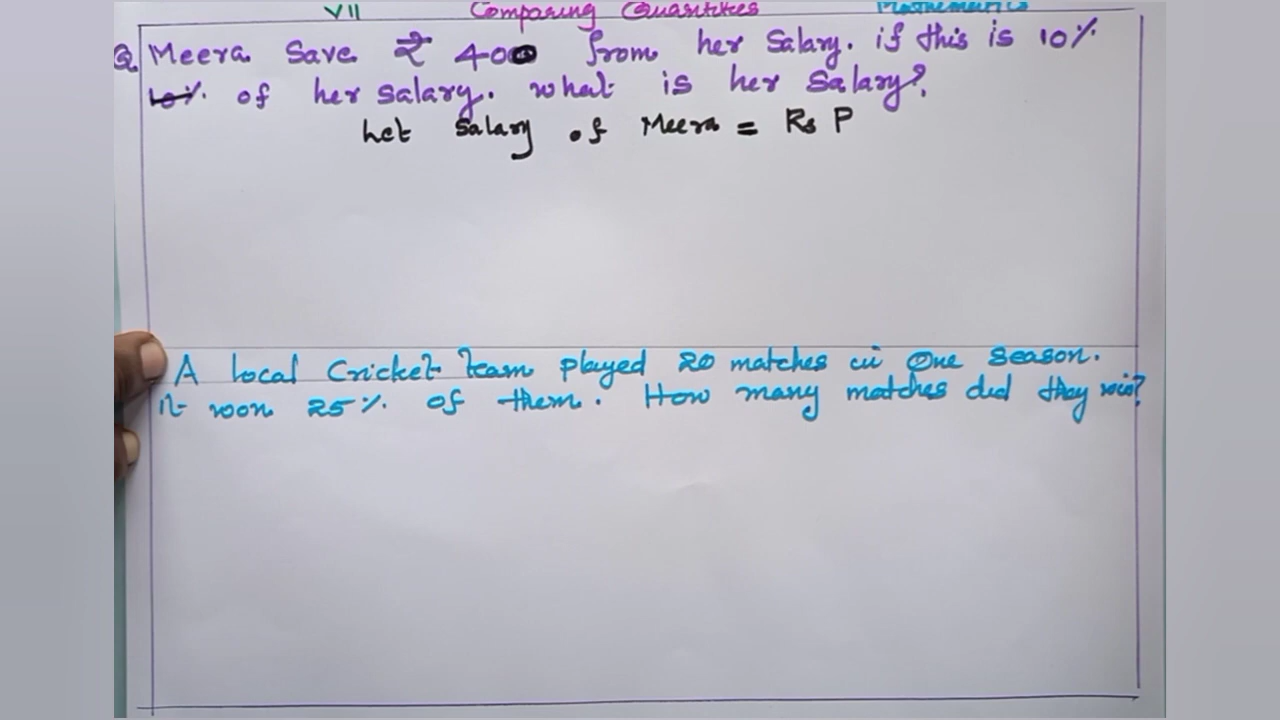 VII Comparing Quantities Mathematics
Q Meera Save ₹ 400 from her Salary. if this is 10%
10% of her salary. what is her Salary?
Let Salary of Meera = Rs P
A local Cricket team played 20 matches in One Season.
it won 25% of them. How many matches did they win?